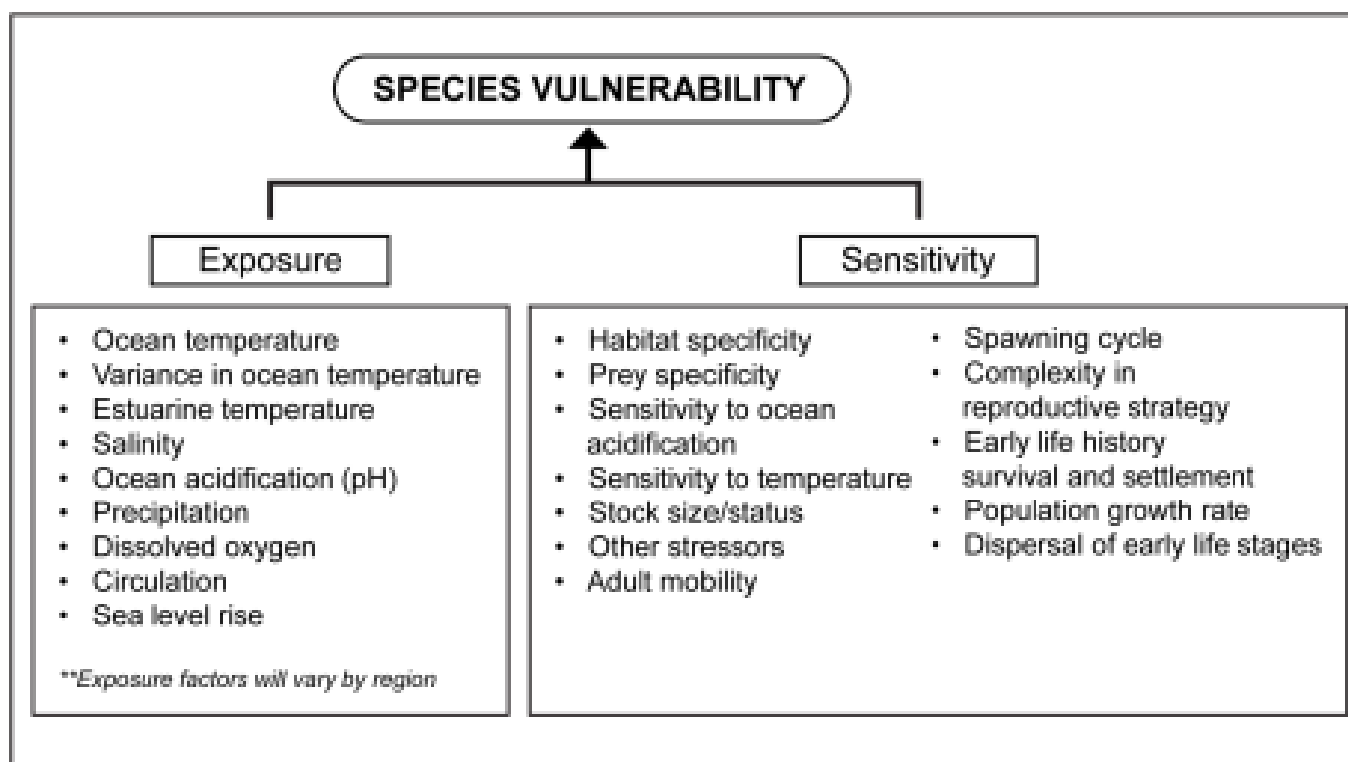 SPECIES VULNERABILITY
Exposure
• Ocean temperature
• Variance in ocean temperature
• Estuarine temperature
• Salinity
• Ocean acidification (pH)
• Precipitation
• Dissolved oxygen
• Circulation
• Sea level rise
**Exposure factors will vary by region
Sensitivity
• Habitat specificity
• Prey specificity
• Sensitivity to ocean
acidification
• Sensitivity to temperature
• Stock size/status
• Other stressors
• Adult mobility
• Spawning cycle
• Complexity in
reproductive strategy
• Early life history
survival and settlement
• Population growth rate
• Dispersal of early life stages